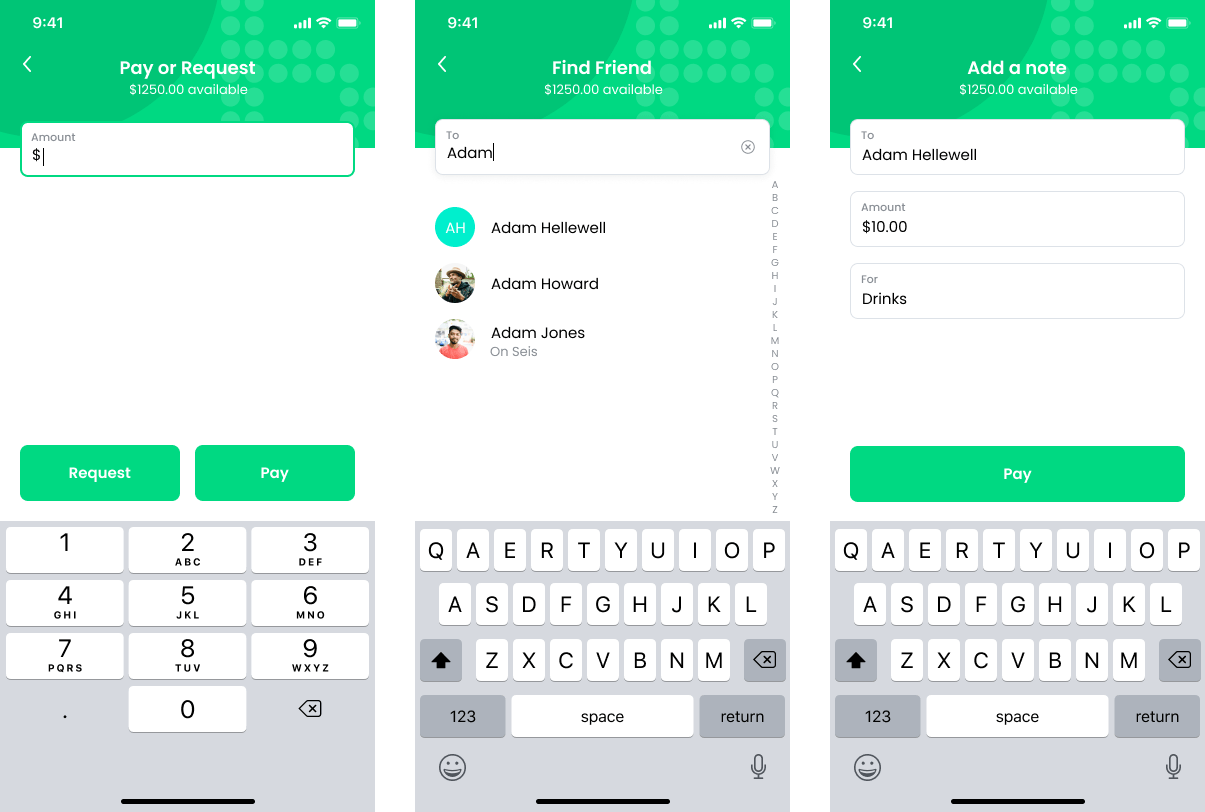 9:41
Pay or Request
$1250.00 available
Amount
$
Request
Pay
1
2
ABC
3
DEF
4
GHI
5
JKL
6
MNO
7
PQRS
8
TUV
9
WXYZ
.
0
9:41
Find Friend
$1250.00 available
To
Adam
AH
Adam Hellewell
Adam Howard
Adam Jones
On Seis
A
B
C
D
E
F
G
H
I
J
K
L
M
N
O
P
Q
R
S
T
U
V
W
X
Y
Z
Q A E R T Y U I O P
A S D F G H J K L
Z X C V B N M
123 space return
9:41
Add a note
$1250.00 available
To
Adam Hellewell
Amount
$10.00
For
Drinks
Pay
Q A E R T Y U I O P
A S D F G H J K L
Z X C V B N M
123 space return